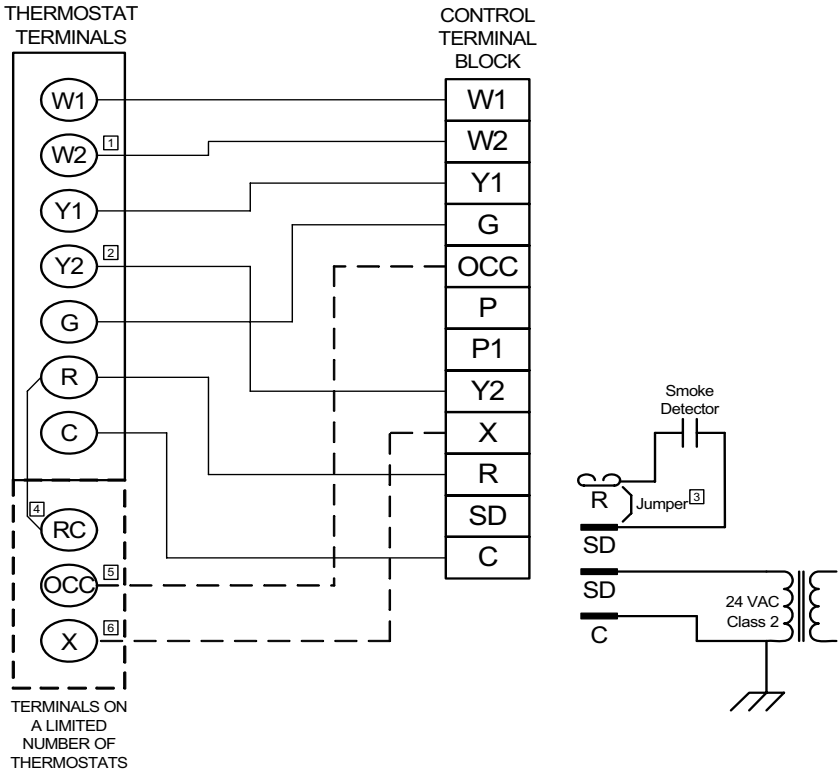 THERMOSTAT
TERMINALS
W1
W2 1
Y1
Y2 2
G
R
C
4
RC
OCC 5
X 6
TERMINALS ON
A LIMITED
NUMBER OF
THERMOSTATS
CONTROL
TERMINAL
BLOCK
W1
W2
Y1
G
OCC
P
P1
Y2
X
R
SD
C
Smoke
Detector
R
Jumper 3
SD
SD
C
24 VAC
Class 2